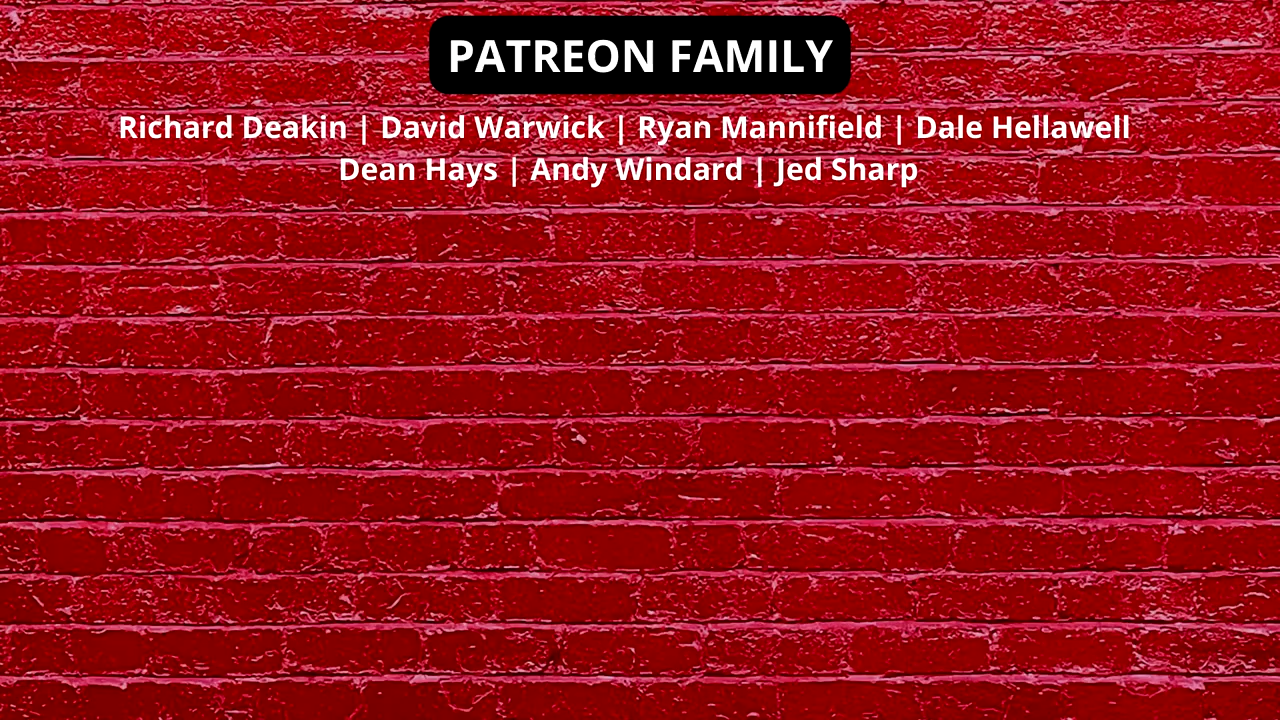 PATREON FAMILY
Richard Deakin | David Warwick | Ryan Mannifield | Dale Hellawell
Dean Hays | Andy Windard | Jed Sharp